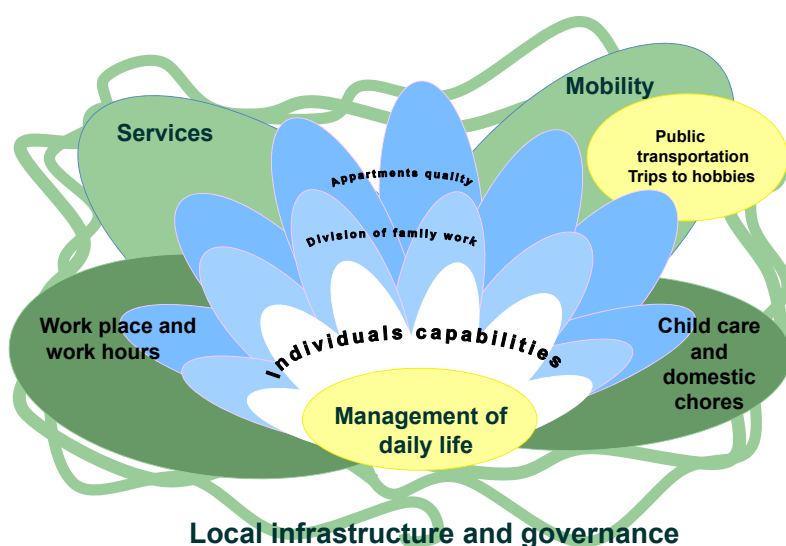 Mobility
Services
Public
transportation
Trips to hobbies
Appartments quality
Division of family work
Work place and
work hours
Individuals capabilities
Child care
and
domestic
chores
Management of
daily life
Local infrastructure and governance